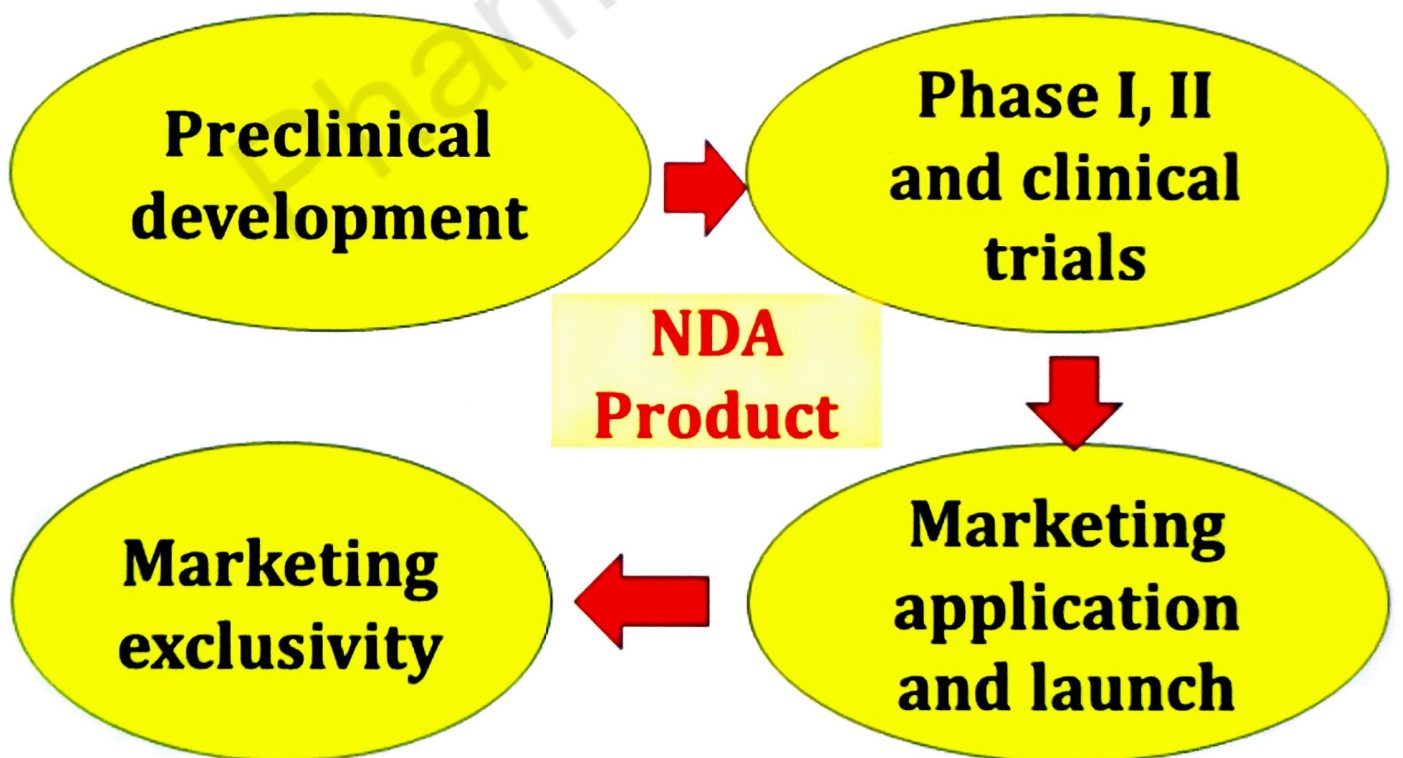 Preclinical
development
Phase I, II
and clinical
trials
NDA
Product
Marketing
exclusivity
Marketing
application
and launch